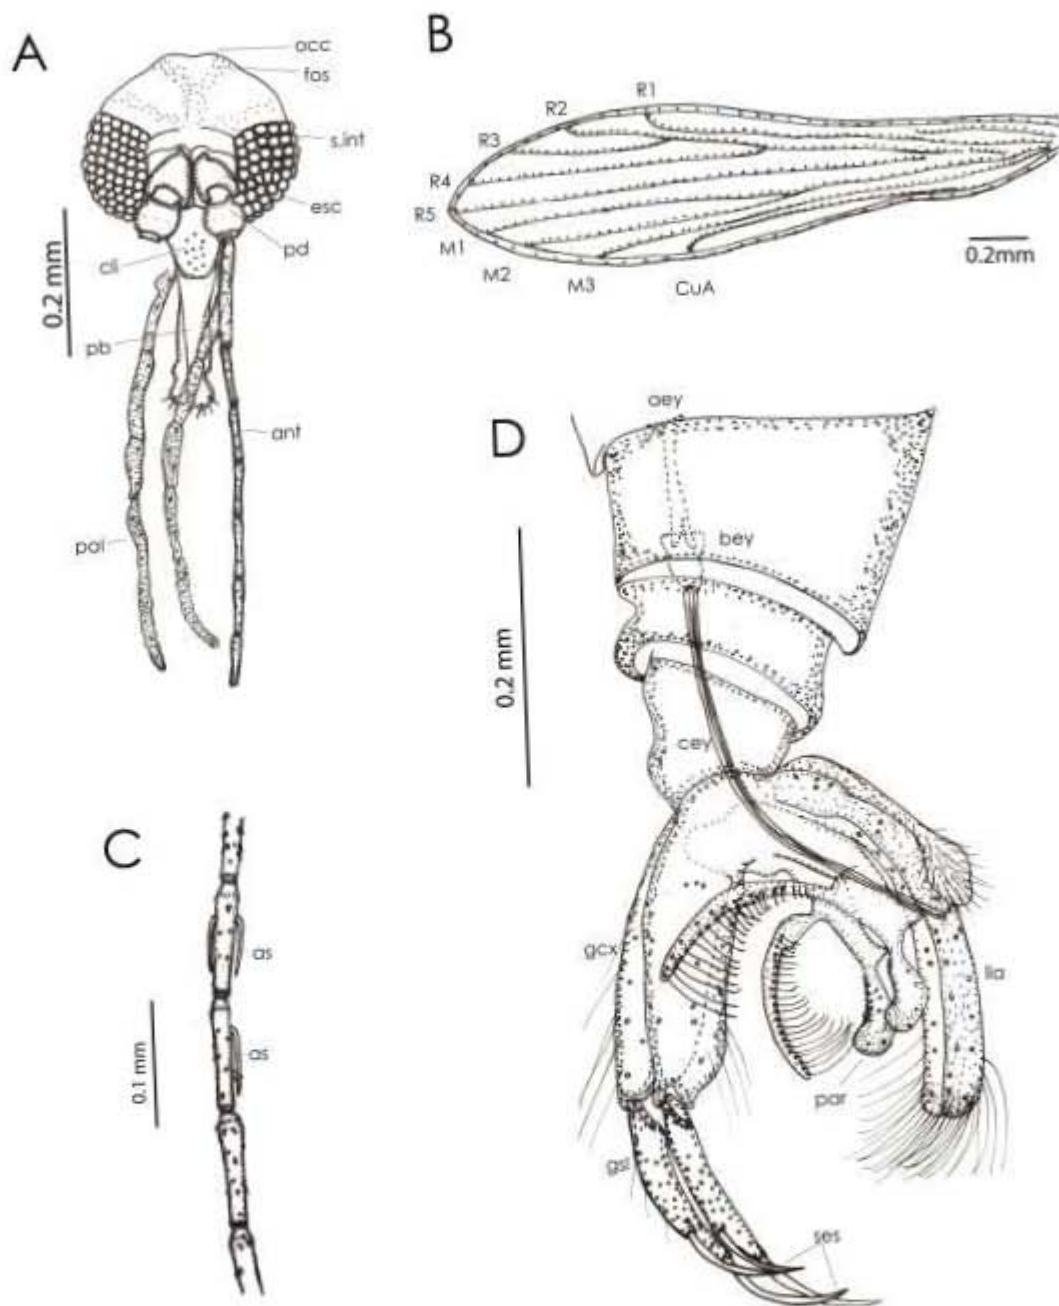 A
occ
fos
s.int
esc
pd
cli
0.2 mm
pb
ant
pal
B
R1
R2
R3
R4
R5
M1
M2
M3
CuA
0.2mm
C
as
as
0.1 mm
D
aey
bey
0.2 mm
cey
gcx
lla
par
gst
ses